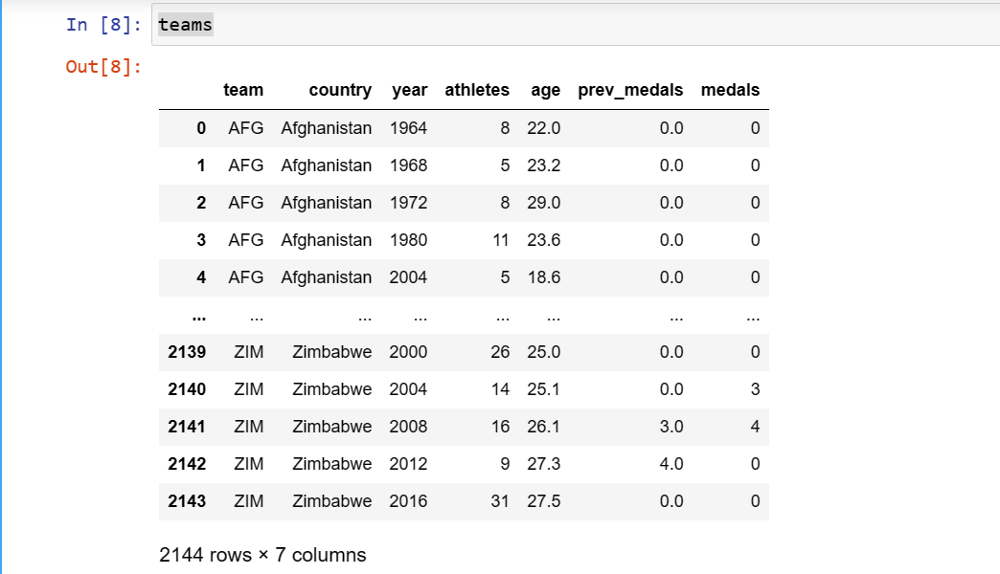 In [8]: teams
Out[8]:
team country year athletes age prev_medals medals
0 AFG Afghanistan 1964 8 22.0 0.0 0
1 AFG Afghanistan 1968 5 23.2 0.0 0
2 AFG Afghanistan 1972 8 29.0 0.0 0
3 AFG Afghanistan 1980 11 23.6 0.0 0
4 AFG Afghanistan 2004 5 18.6 0.0 0
... ... ... ... ... ... ... ...
2139 ZIM Zimbabwe 2000 26 25.0 0.0 0
2140 ZIM Zimbabwe 2004 14 25.1 0.0 3
2141 ZIM Zimbabwe 2008 16 26.1 3.0 4
2142 ZIM Zimbabwe 2012 9 27.3 4.0 0
2143 ZIM Zimbabwe 2016 31 27.5 0.0 0
2144 rows × 7 columns